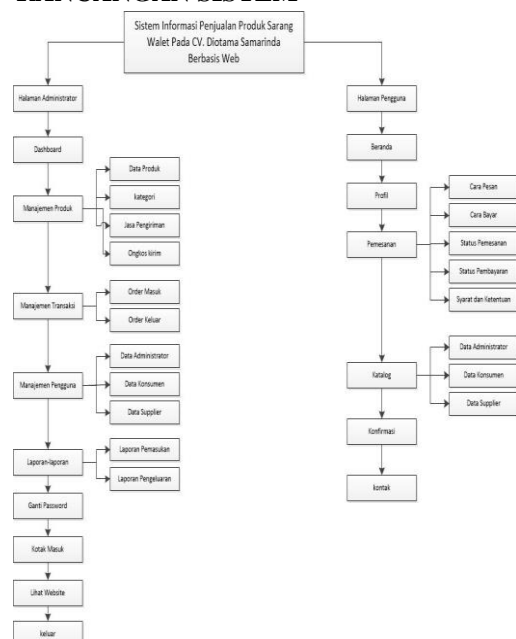 RANCANGAN SISTEM
Sistem Informasi Penjualan Produk Sarang
Walet Pada CV. Diotama Samarinda
Berbasis Web
Halaman Administrator
Dashboard
Manajemen Produk
Data Produk
kategori
Jasa Pengiriman
Ongkos kirim
Manajemen Transaksi
Order Masuk
Order Keluar
Manajemen Pengguna
Data Administrator
Data Konsumen
Data Supplier
Laporan-laporan
Laporan Pemasukan
Laporan Pengeluaran
Ganti Password
Kotak Masuk
Lihat Website
keluar
Halaman Pengguna
Beranda
Profil
Pemesanan
Cara Pesan
Cara Bayar
Status Pemesanan
Status Pembayaran
Syarat dan Ketentuan
Katalog
Data Administrator
Data Konsumen
Data Supplier
Konfirmasi
kontak